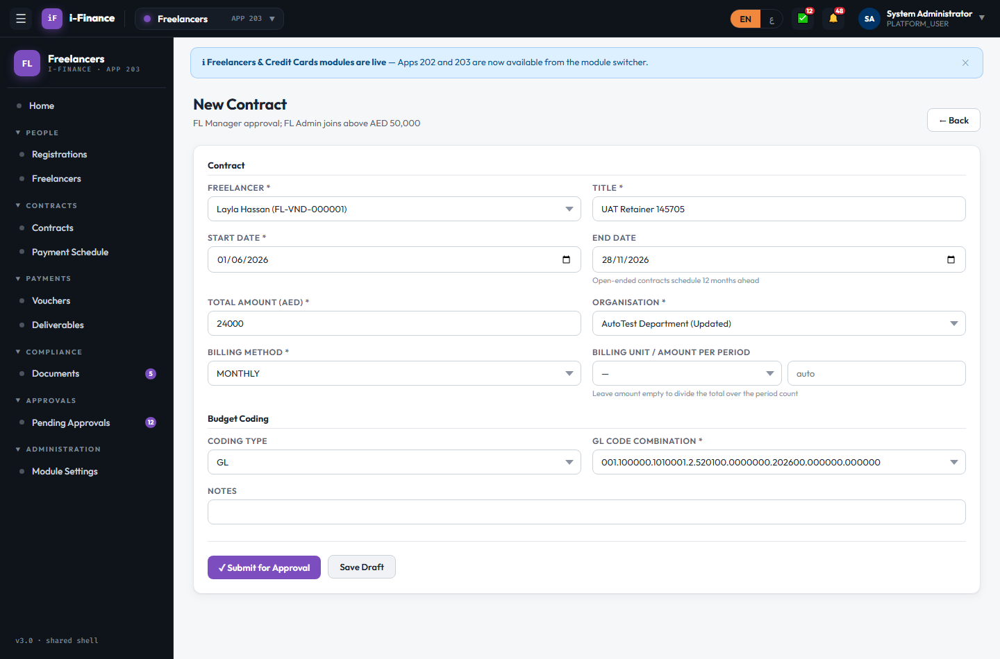 ☰ iF i-Finance Freelancers APP 203 ▼ EN ع 12 48 SA System Administrator ▼
PLATFORM_USER
FL Freelancers
I-FINANCE · APP 203
Home
▼ PEOPLE
Registrations
Freelancers
▼ CONTRACTS
Contracts
Payment Schedule
▼ PAYMENTS
Vouchers
Deliverables
▼ COMPLIANCE
Documents 5
▼ APPROVALS
Pending Approvals 12
▼ ADMINISTRATION
Module Settings
v3.0 · shared shell
ℹ Freelancers & Credit Cards modules are live — Apps 202 and 203 are now available from the module switcher. ×
New Contract
FL Manager approval; FL Admin joins above AED 50,000
← Back
Contract
FREELANCER * TITLE *
Layla Hassan (FL-VND-000001) UAT Retainer 145705
START DATE * END DATE
01/06/2026 28/11/2026
Open-ended contracts schedule 12 months ahead
TOTAL AMOUNT (AED) * ORGANISATION *
24000 AutoTest Department (Updated)
BILLING METHOD * BILLING UNIT / AMOUNT PER PERIOD
MONTHLY — auto
Leave amount empty to divide the total over the period count
Budget Coding
CODING TYPE GL CODE COMBINATION *
GL 001.100000.1010001.2.520100.0000000.202600.000000.000000
NOTES
✓ Submit for Approval Save Draft